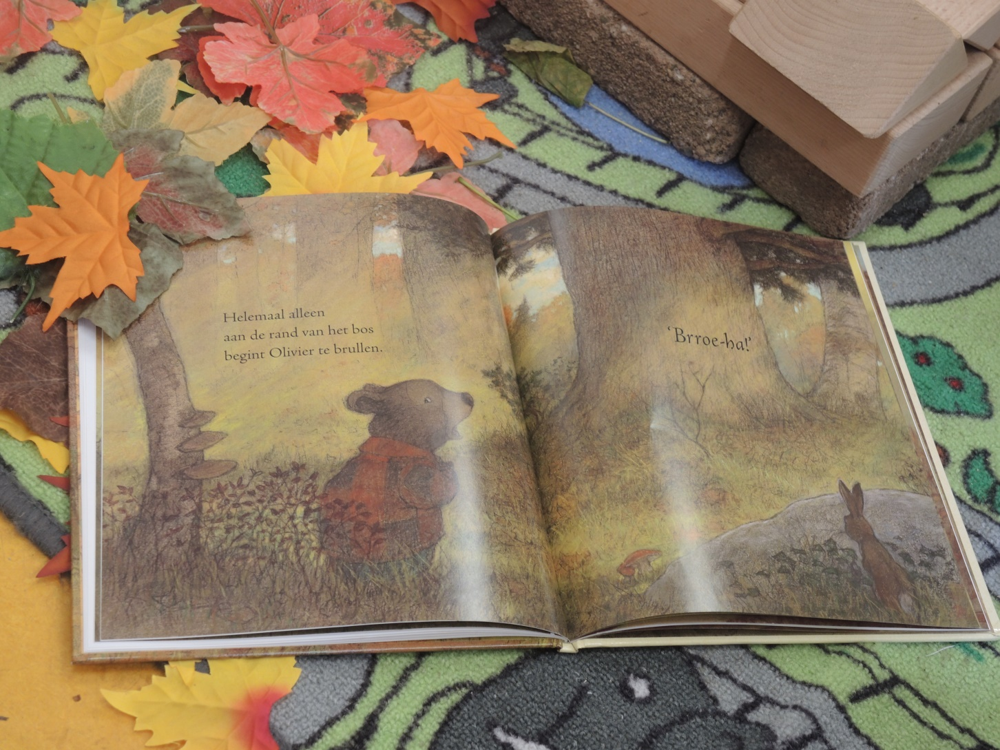 Helemaal alleen
aan de rand van het bos
begint Olivier te brullen.
‘Brroe-ha!’